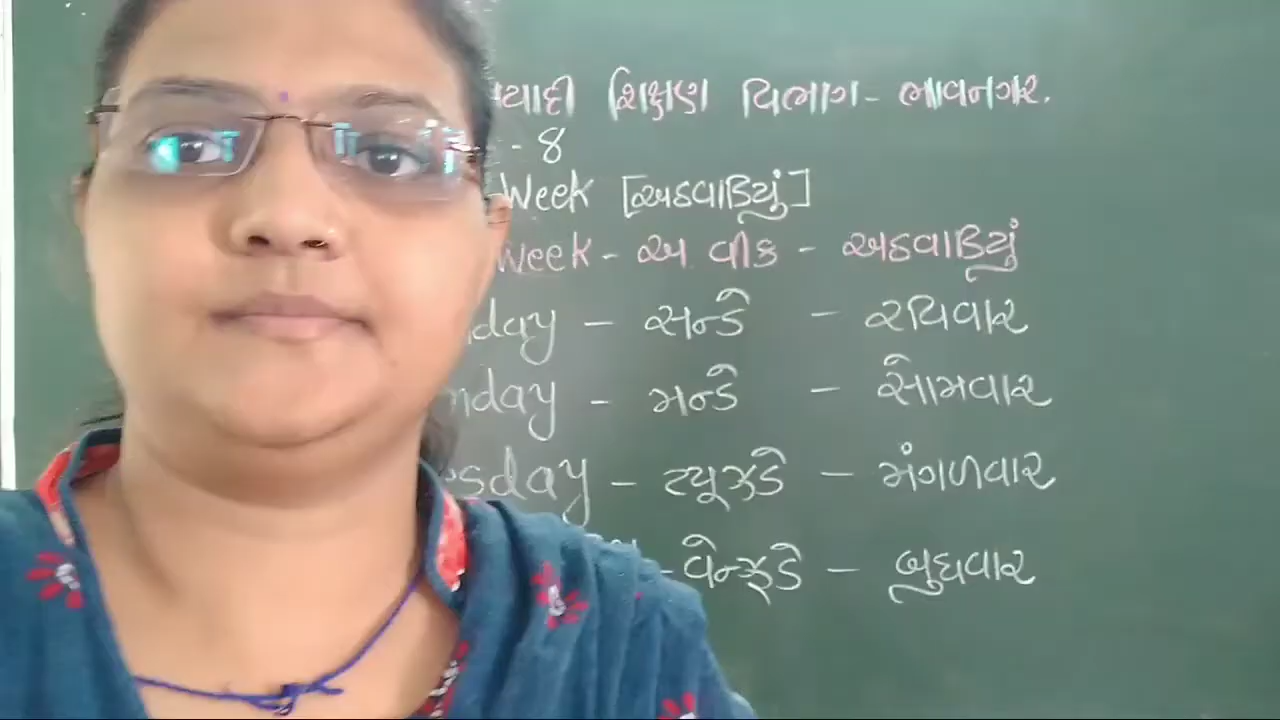 શિક્ષણ વિભાગ - ભાવનગર.
- 8
Week [અઠવાડિયું]
Week - અ વીક - અઠવાડિયું
day - સન્ડે - રવિવાર
nday - મન્ડે - સોમવાર
sday - ટ્યૂઝડે - મંગળવાર
- વેન્ઝડે - બુધવાર